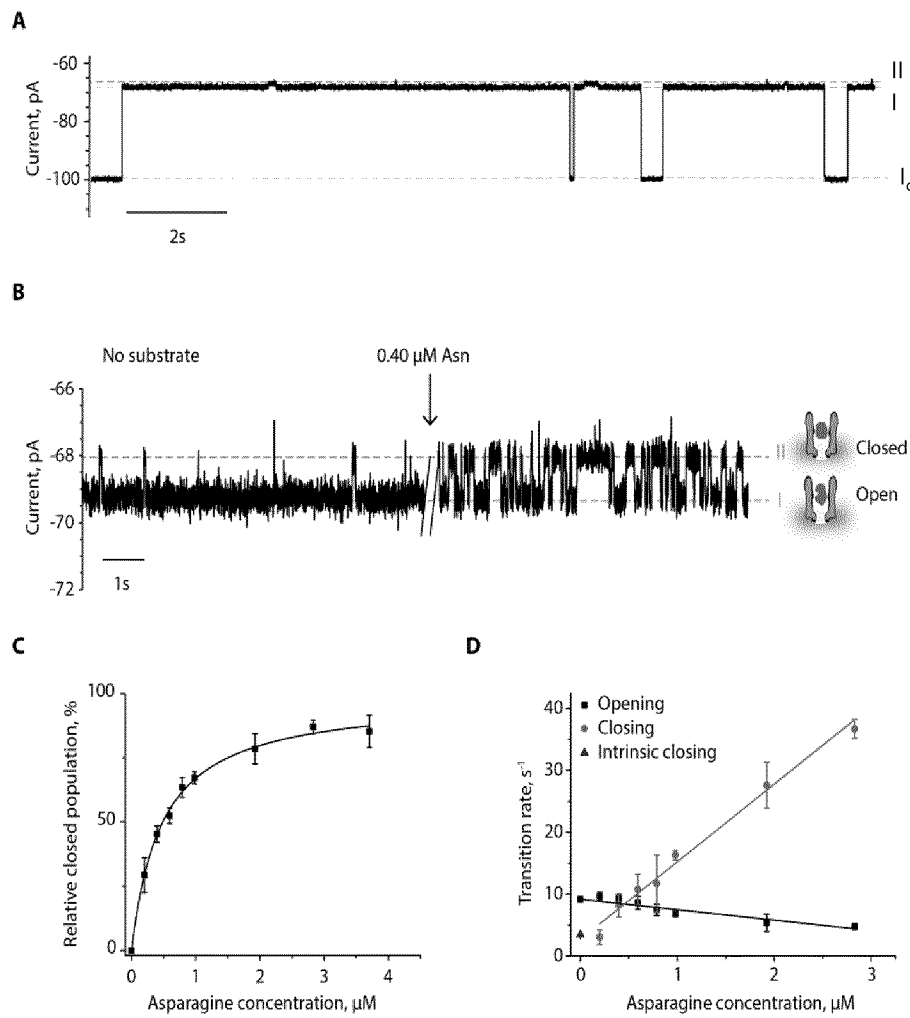 A
Current, pA
-60
-80
-100
II
I
I
2s
B
No substrate
0.40 µM Asn
Current, pA
-66
-68
-70
-72
II
Closed
I
Open
1s
C
Relative closed population, %
100
50
0
0 1 2 3 4
Asparagine concentration, µM
D
Opening
Closing
Intrinsic closing
Transition rate, s-1
40
30
20
10
0
0 1 2 3
Asparagine concentration, µM